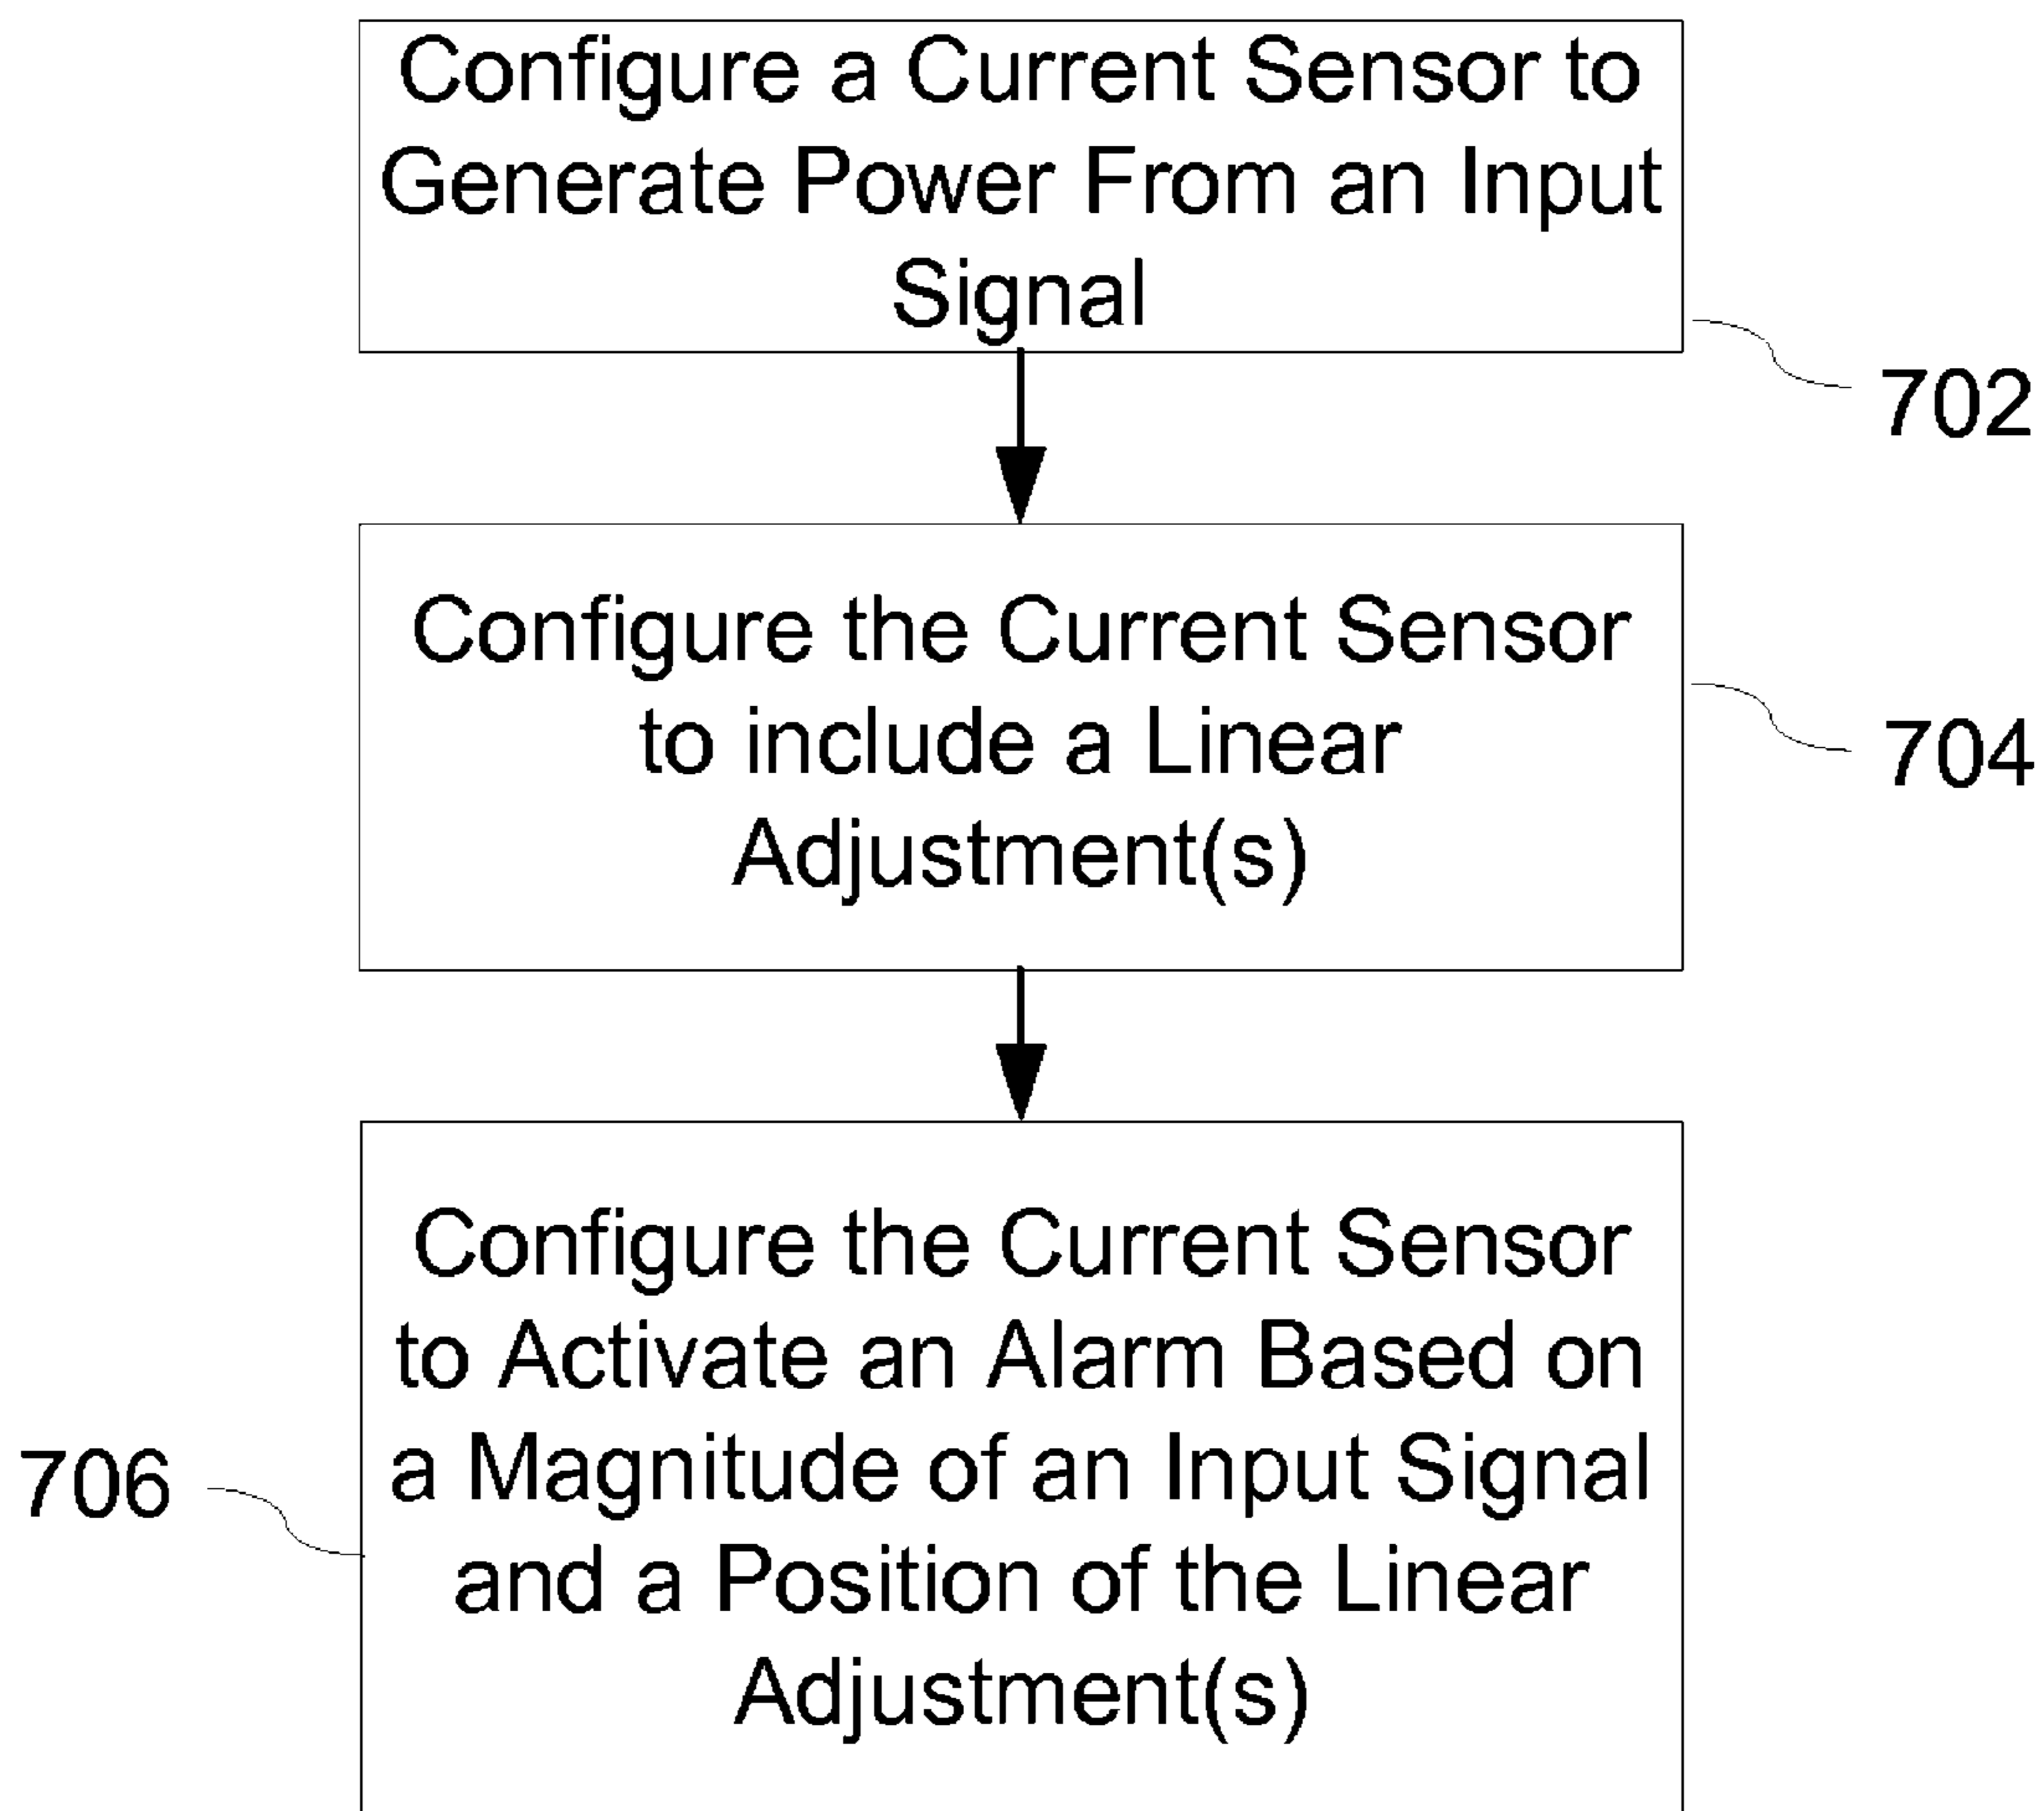 Configure a Current Sensor to
Generate Power From an Input
Signal
702
Configure the Current Sensor
to include a Linear
Adjustment(s)
704
Configure the Current Sensor
to Activate an Alarm Based on
a Magnitude of an Input Signal
and a Position of the Linear
Adjustment(s)
706